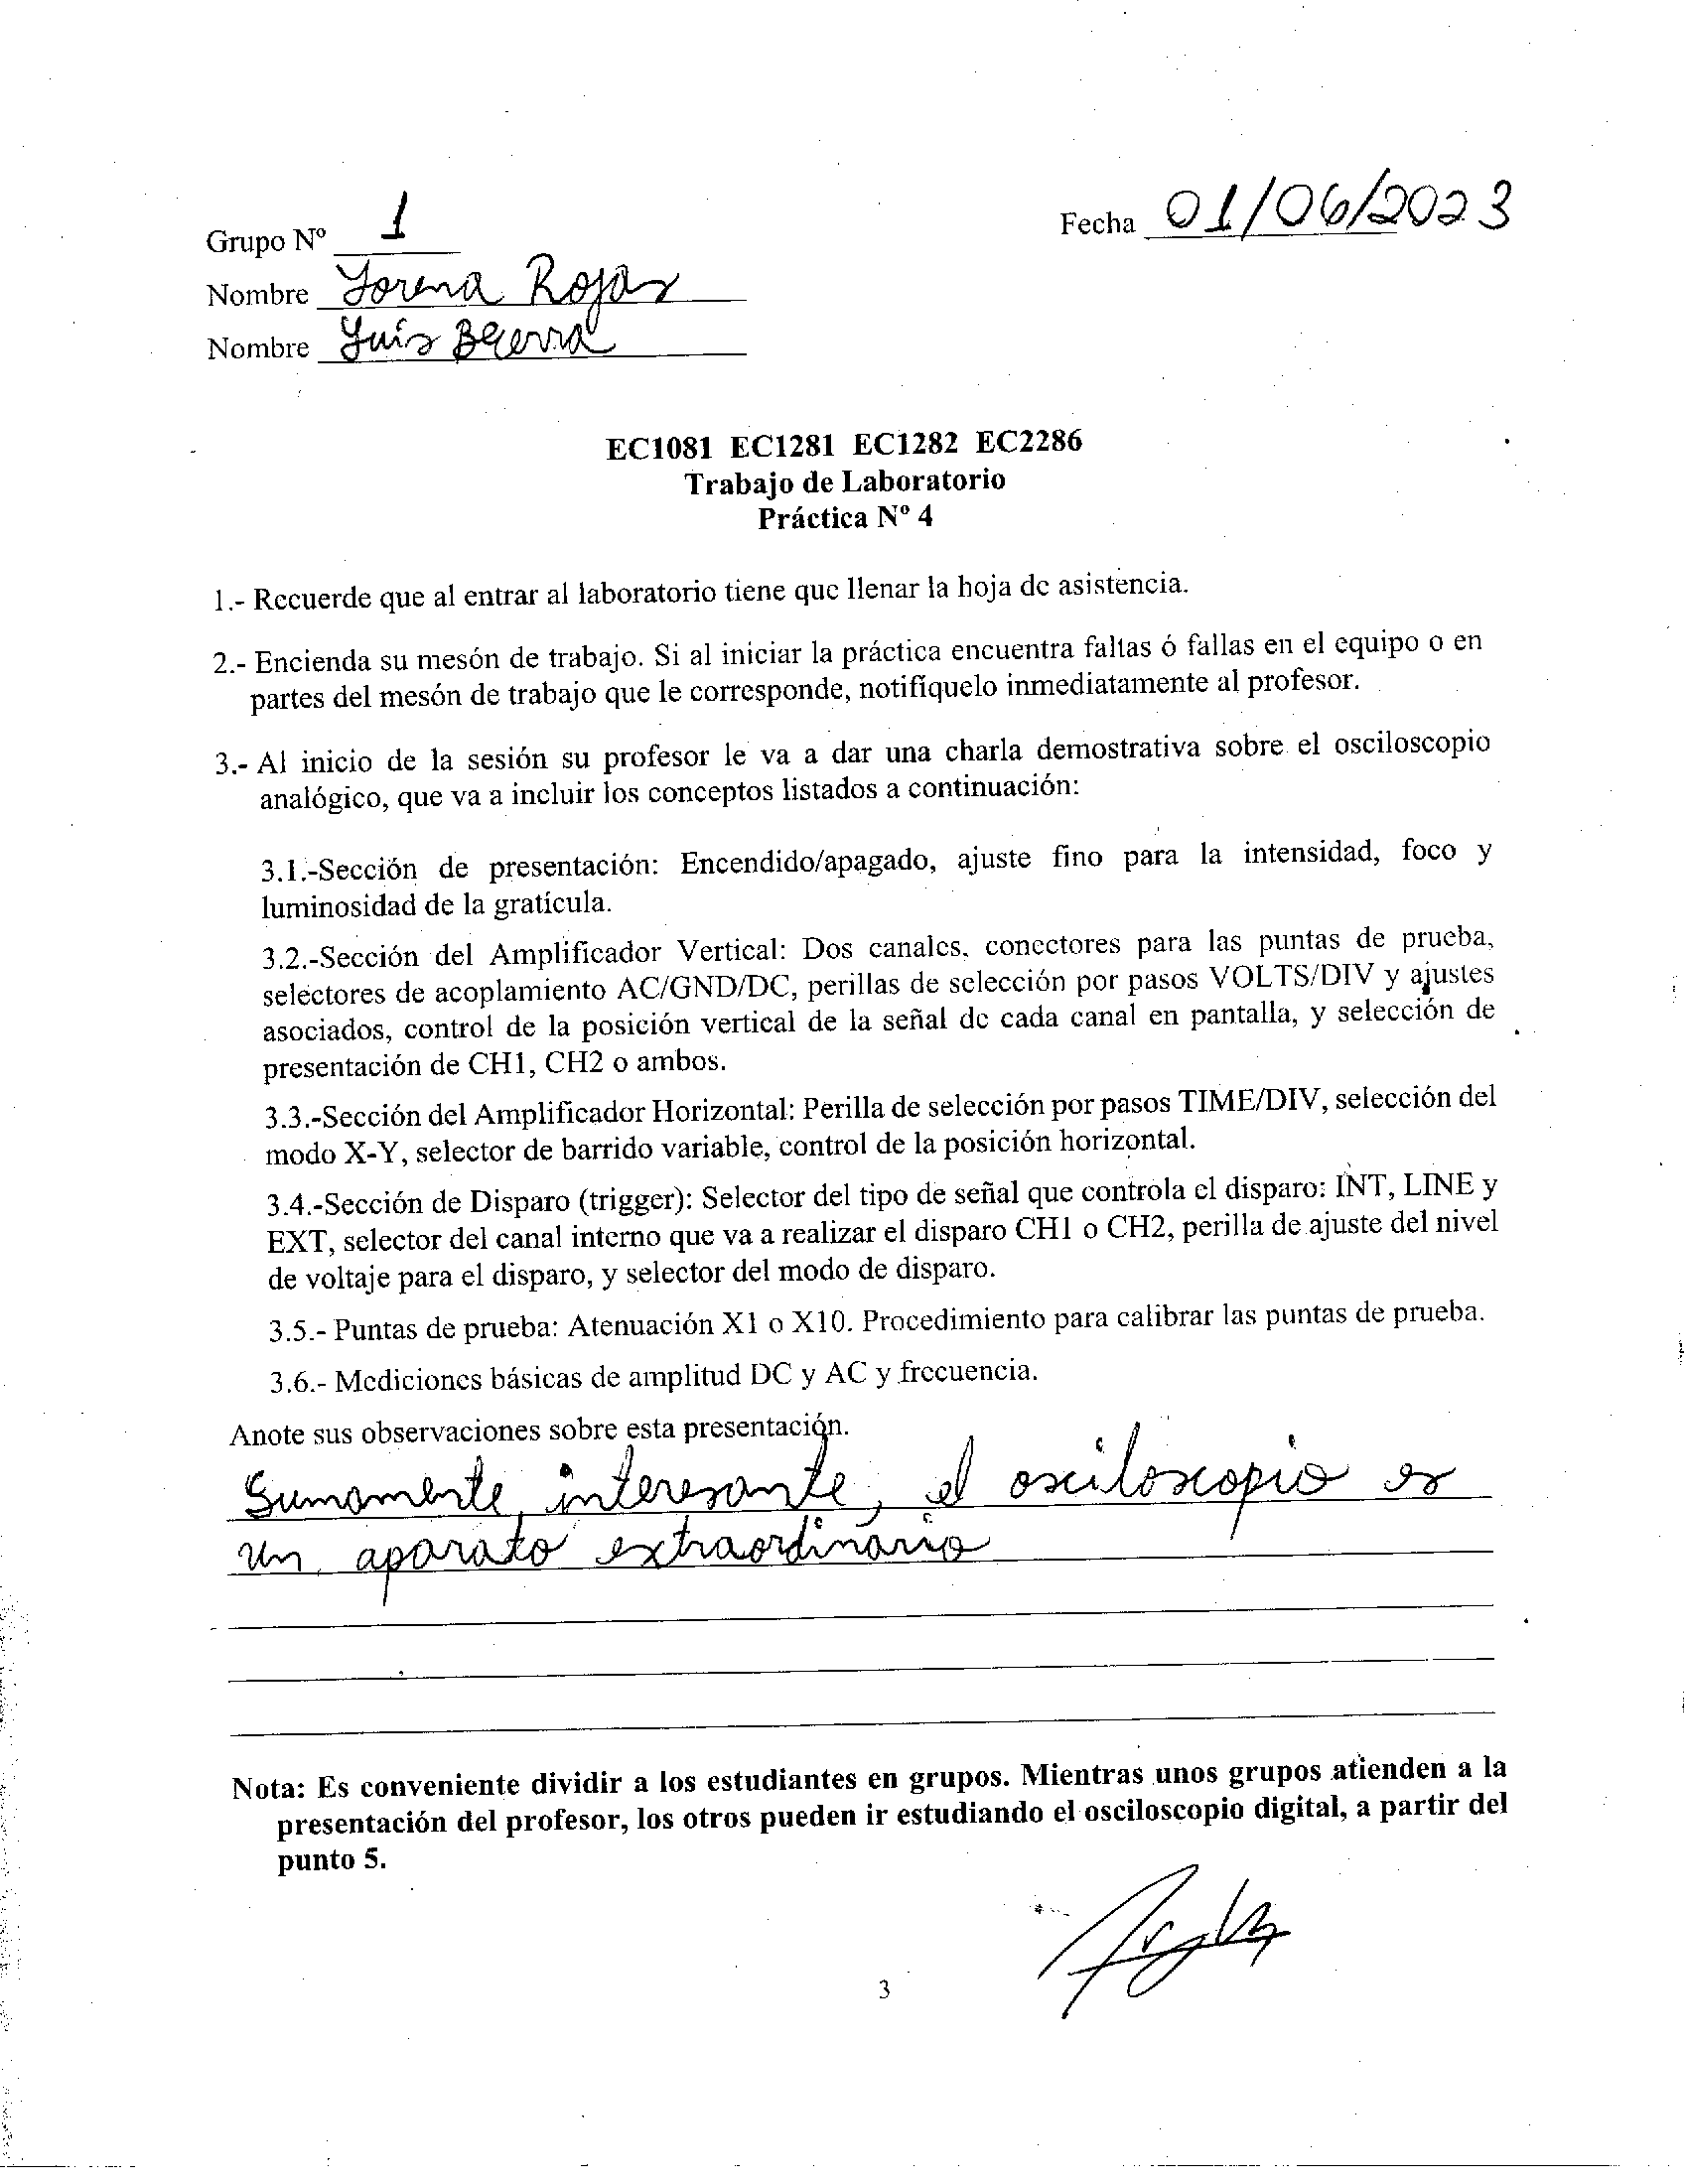 Grupo Nº 1
Fecha 01/06/2023
Nombre Lorena Rojas
Nombre Luis Becerra
EC1081 EC1281 EC1282 EC2286
Trabajo de Laboratorio
Práctica Nº 4
1.- Recuerde que al entrar al laboratorio tiene que llenar la hoja de asistencia.
2.- Encienda su mesón de trabajo. Si al iniciar la práctica encuentra faltas ó fallas en el equipo o en
partes del mesón de trabajo que le corresponde, notifíquelo inmediatamente al profesor.
3.- Al inicio de la sesión su profesor le va a dar una charla demostrativa sobre el osciloscopio
analógico, que va a incluir los conceptos listados a continuación:
3.1.-Sección de presentación: Encendido/apagado, ajuste fino para la intensidad, foco y
luminosidad de la gratícula.
3.2.-Sección del Amplificador Vertical: Dos canales, conectores para las puntas de prueba,
selectores de acoplamiento AC/GND/DC, perillas de selección por pasos VOLTS/DIV y ajustes
asociados, control de la posición vertical de la señal de cada canal en pantalla, y selección de
presentación de CH1, CH2 o ambos.
3.3.-Sección del Amplificador Horizontal: Perilla de selección por pasos TIME/DIV, selección del
modo X-Y, selector de barrido variable, control de la posición horizontal.
3.4.-Sección de Disparo (trigger): Selector del tipo de señal que controla el disparo: INT, LINE y
EXT, selector del canal interno que va a realizar el disparo CH1 o CH2, perilla de ajuste del nivel
de voltaje para el disparo, y selector del modo de disparo.
3.5.- Puntas de prueba: Atenuación X1 o X10. Procedimiento para calibrar las puntas de prueba.
3.6.- Mediciones básicas de amplitud DC y AC y frecuencia.
Anote sus observaciones sobre esta presentación.
Sumamente interesante, el osciloscopio es
un aparato extraordinario
Nota: Es conveniente dividir a los estudiantes en grupos. Mientras unos grupos atienden a la
presentación del profesor, los otros pueden ir estudiando el osciloscopio digital, a partir del
punto 5.
3